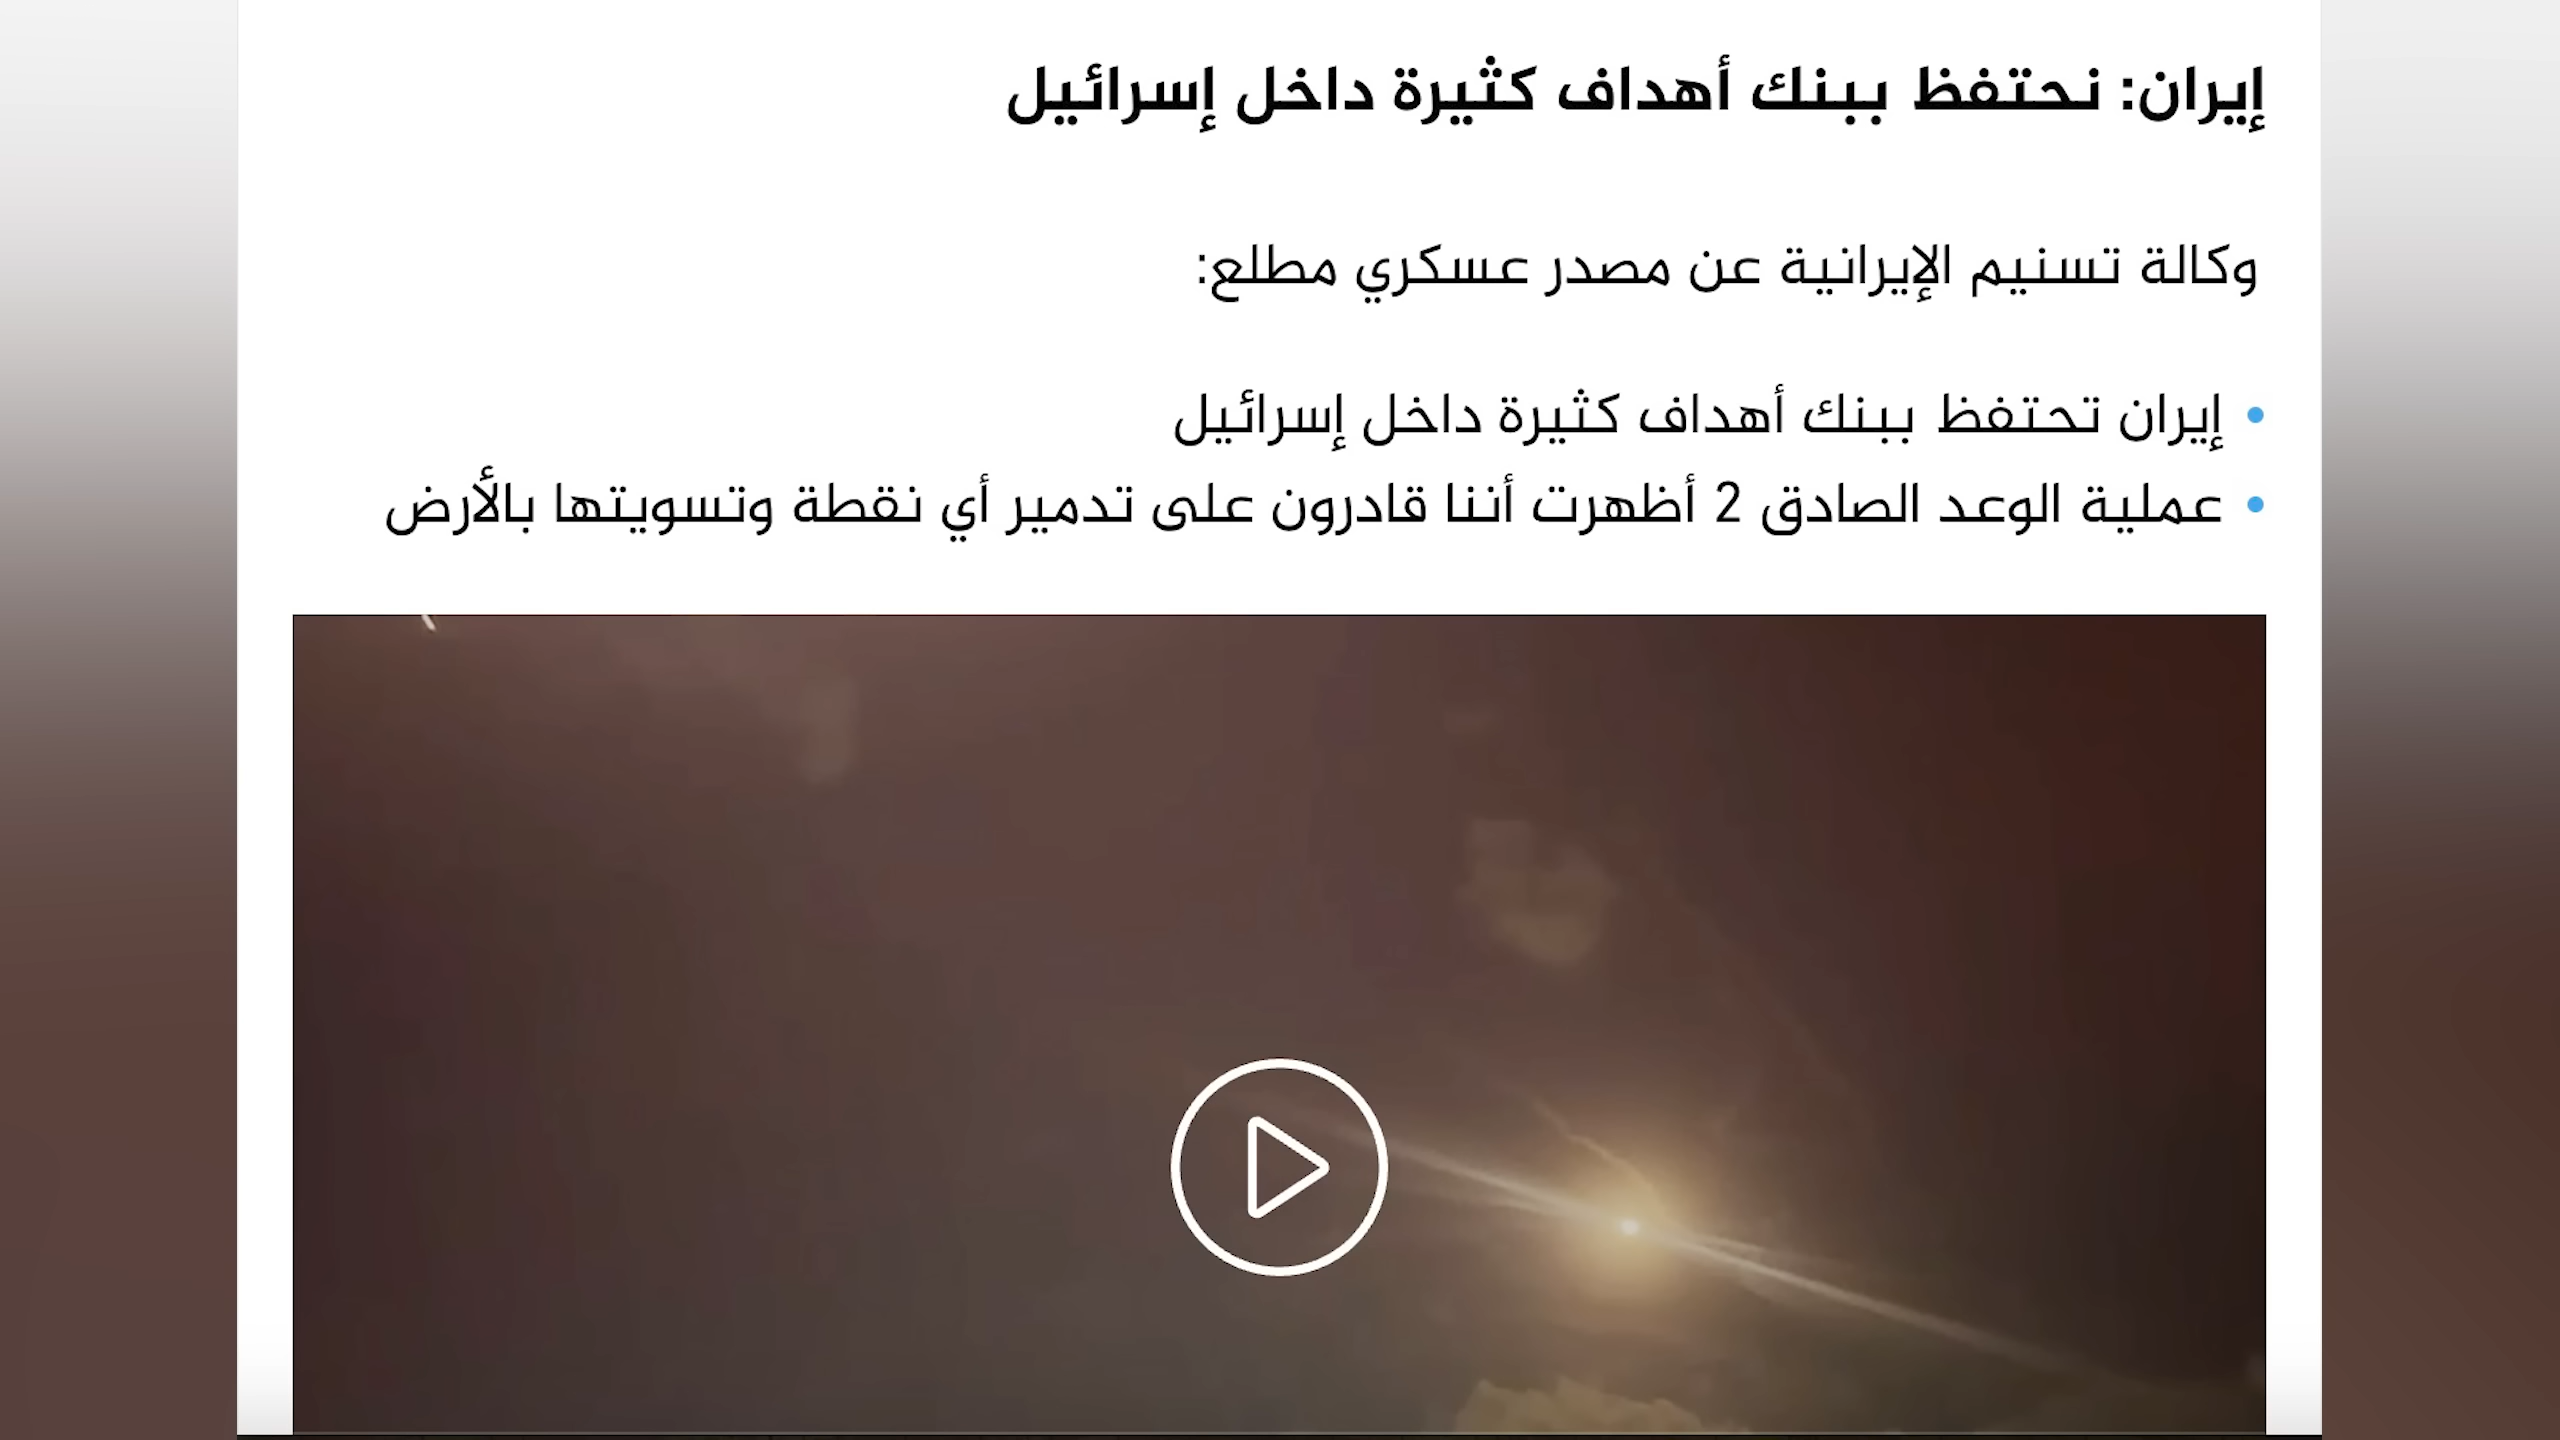 إيران: نحتفظ ببنك أهداف كثيرة داخل إسرائيل
وكالة تسنيم الإيرانية عن مصدر عسكري مطلع:
• إيران تحتفظ ببنك أهداف كثيرة داخل إسرائيل
• عملية الوعد الصادق 2 أظهرت أننا قادرون على تدمير أي نقطة وتسويتها بالأرض